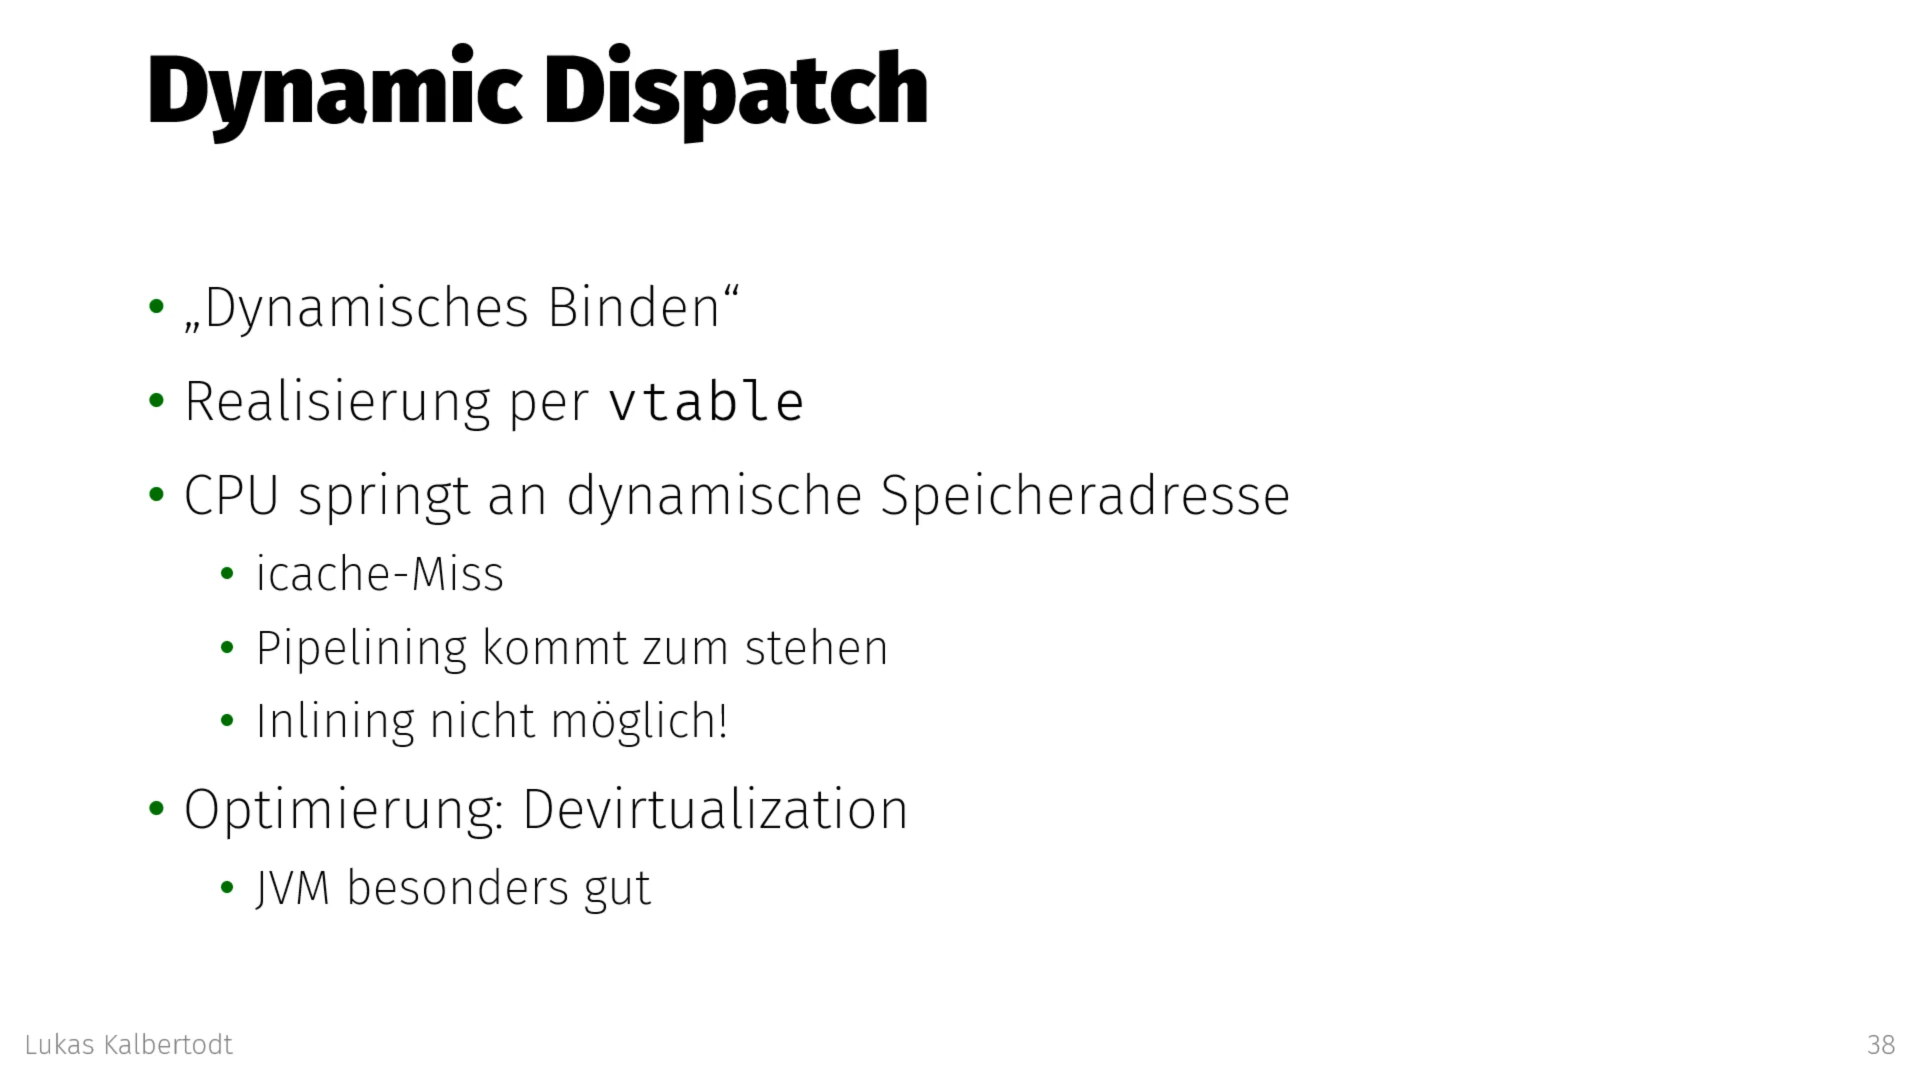 Dynamic Dispatch
• „Dynamisches Binden“
• Realisierung per vtable
• CPU springt an dynamische Speicheradresse
• icache-Miss
• Pipelining kommt zum stehen
• Inlining nicht möglich!
• Optimierung: Devirtualization
• JVM besonders gut
Lukas Kalbertodt
38